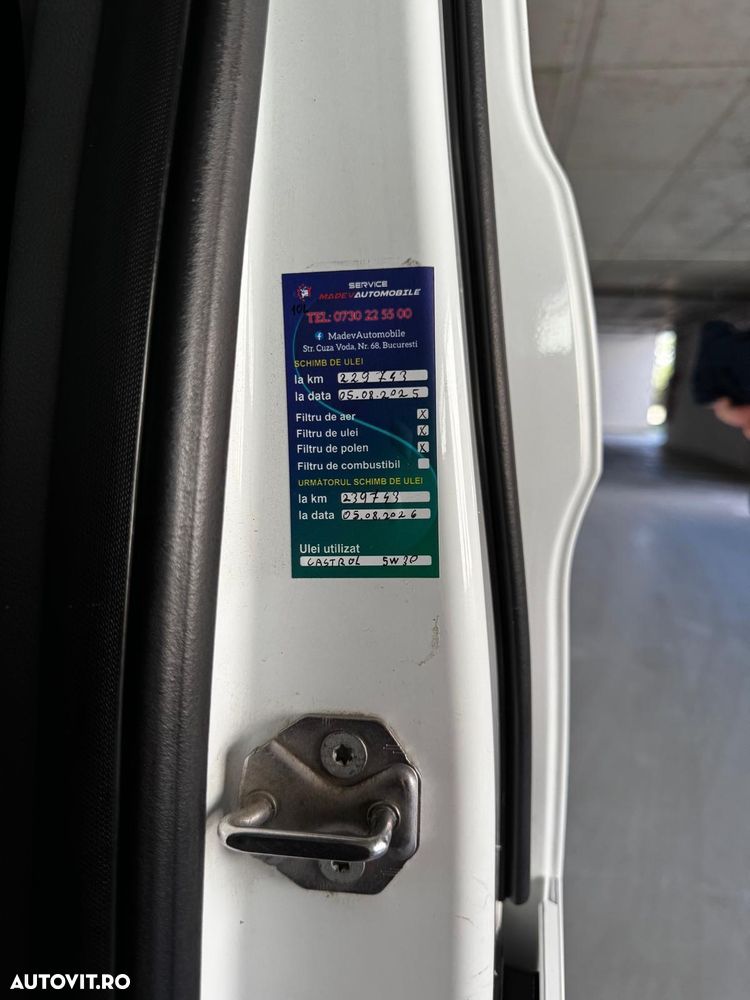 SERVICE
MADEVAUTOMOBILE
10L
TEL: 0730 22 55 00
MadevAutomobile
Str. Cuza Voda, Nr. 68, Bucuresti
SCHIMB DE ULEI
la km 229743
la data 05.08.2025
Filtru de aer X
Filtru de ulei X
Filtru de polen X
Filtru de combustibil
URMĂTORUL SCHIMB DE ULEI
la km 239743
la data 05.08.2026
Ulei utilizat
CASTROL 5W30
AUTOVIT.RO